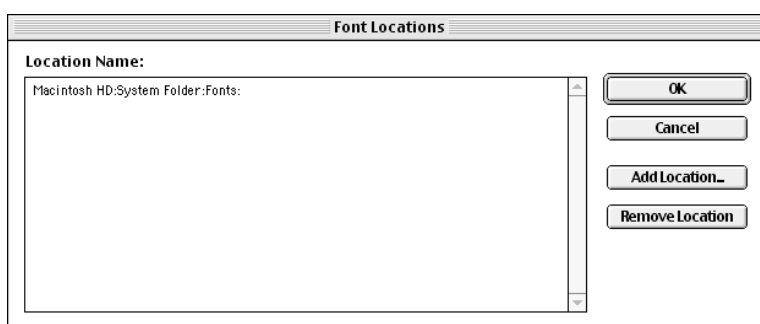 Font Locations
Location Name:
Macintosh HD:System Folder:Fonts:
OK
Cancel
Add Location...
Remove Location